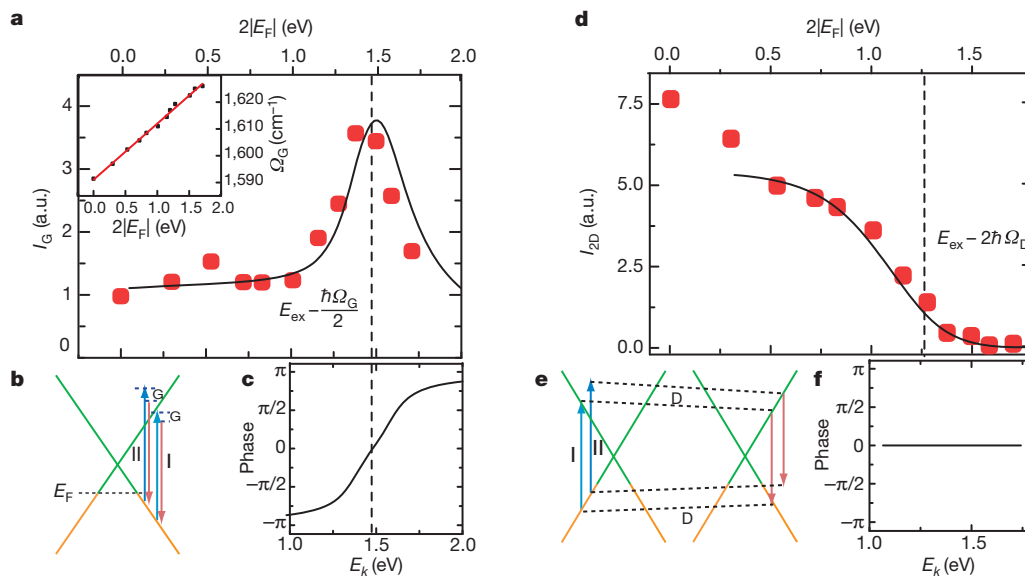 a
2|E_F| (eV)
0.0 0.5 1.0 1.5 2.0
4
3
2
1
0
I_G (a.u.)
1,620
1,610
1,600
1,590
Ω_G (cm⁻¹)
0.0 0.5 1.0 1.5
2|E_F| (eV)
E_ex – ħΩ_G/2
b
G
G
II
I
E_F
c
π
π/2
0
–π/2
–π
Phase
1.0 1.5 2.0
E_k (eV)
d
2|E_F| (eV)
0.0 0.5 1.0 1.5
7.5
5.0
2.5
0.0
I_2D (a.u.)
E_ex – 2ħΩ_D
e
D
I
II
D
f
π
π/2
0
–π/2
–π
Phase
1.0 1.5
E_k (eV)